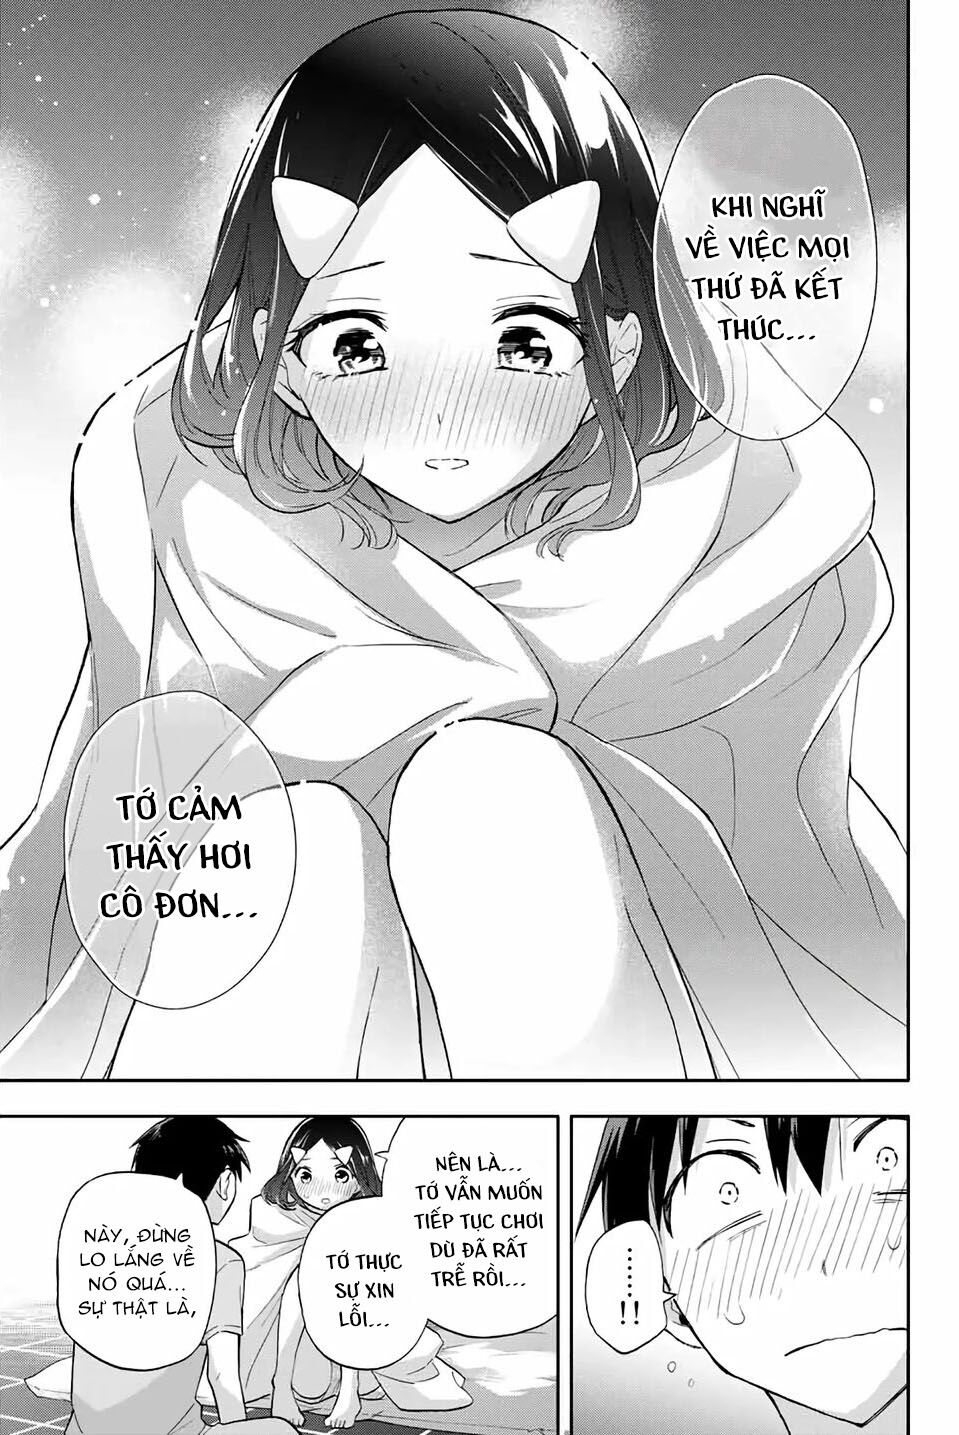 KHI NGHĨ
VỀ VIỆC MỌI
THỨ ĐÃ KẾT
THÚC...
TỚ CẢM
THẤY HƠI
CÔ ĐƠN...
......!!
NÊN LÀ...
TỚ VẪN MUỐN
TIẾP TỤC CHƠI
DÙ ĐÃ RẤT
TRỄ RỒI...
TỚ THỰC
SỰ XIN
LỖI...
NÀY, ĐỪNG
LO LẮNG VỀ
NÓ QUÁ...
SỰ THẬT LÀ,